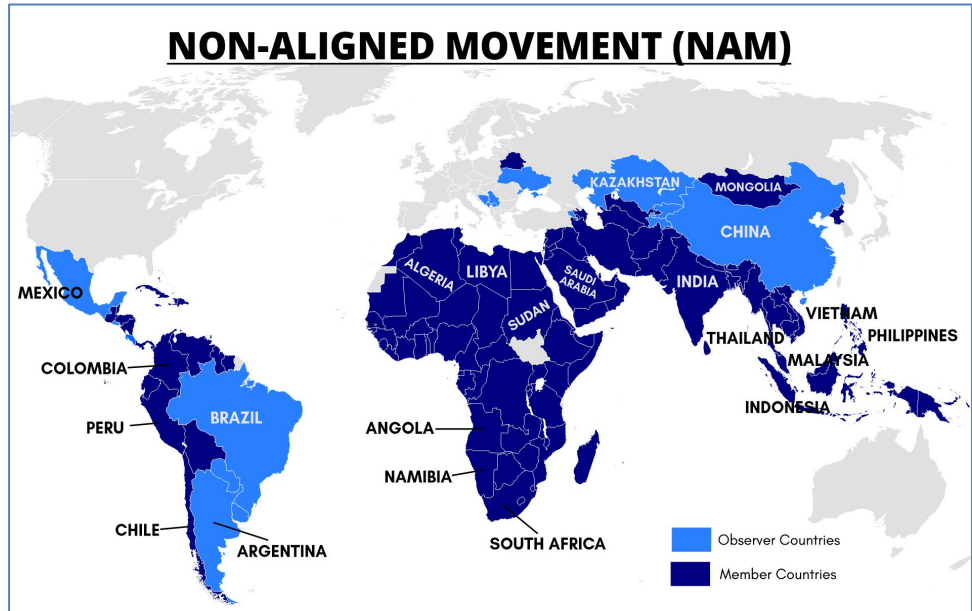 NON-ALIGNED MOVEMENT (NAM)
KAZAKHSTAN
MONGOLIA
CHINA
ALGERIA
LIBYA
SAUDI
ARABIA
INDIA
MEXICO
SUDAN
VIETNAM
THAILAND
PHILIPPINES
COLOMBIA
MALAYSIA
BRAZIL
INDONESIA
PERU
ANGOLA
NAMIBIA
CHILE
ARGENTINA
SOUTH AFRICA
Observer Countries
Member Countries